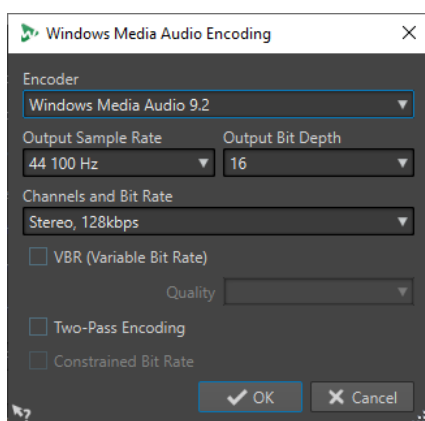 Windows Media Audio Encoding
Encoder
Windows Media Audio 9.2
Output Sample Rate Output Bit Depth
44 100 Hz 16
Channels and Bit Rate
Stereo, 128kbps
VBR (Variable Bit Rate)
Quality
Two-Pass Encoding
Constrained Bit Rate
OK Cancel
?